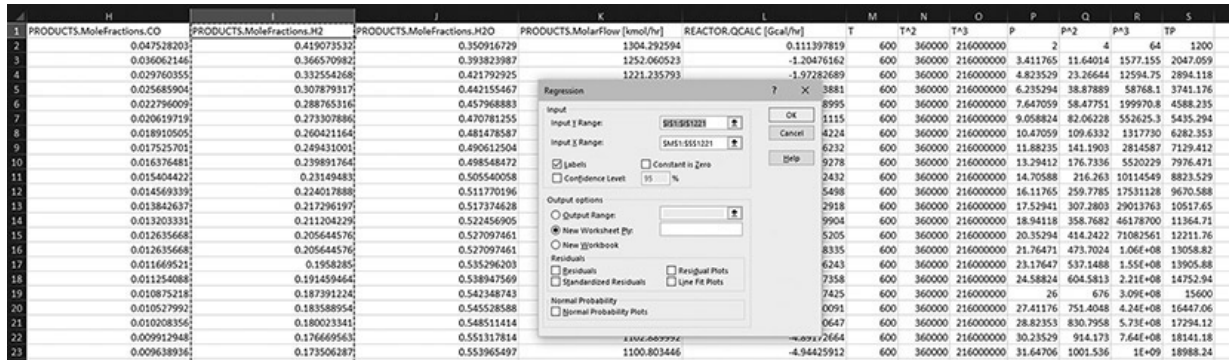 H I J K L M N O P Q R S
1 PRODUCTS.MoleFractions.CO PRODUCTS.MoleFractions.H2 PRODUCTS.MoleFractions.H2O PRODUCTS.MolarFlow [kmol/hr] REACTOR.QCALC [Gcal/hr] T T^2 T^3 P P^2 P^3 TP
2 0.047528203 0.419073532 0.350916729 1304.292594 0.111397819 600 360000 216000000 2 4 64 1200
3 0.036062146 0.366570982 0.393823987 1252.060523 -1.20476162 600 360000 216000000 3.411765 11.64014 1577.155 2047.059
4 0.029760355 0.332554268 0.421792925 1221.235793 -1.97282689 600 360000 216000000 4.823529 23.26644 12594.75 2894.118
5 0.025685904 0.307879317 0.442155467 3881 600 360000 216000000 6.235294 38.87889 58768.1 3741.176
6 0.022796009 0.288765316 0.457968883 8995 600 360000 216000000 7.647059 58.47751 199970.8 4588.235
7 0.020619719 0.273307886 0.470781255 1115 600 360000 216000000 9.058824 82.06228 552625.3 5435.294
8 0.018910505 0.260421164 0.481478587 4224 600 360000 216000000 10.47059 109.6332 1317730 6282.353
9 0.017525701 0.249431001 0.490612504 6232 600 360000 216000000 11.88235 141.1903 2814587 7129.412
10 0.016376481 0.239891764 0.498548472 9278 600 360000 216000000 13.29412 176.7336 5520229 7976.471
11 0.015404422 0.23149483 0.505540058 2432 600 360000 216000000 14.70588 216.263 10114549 8823.529
12 0.014569339 0.224017888 0.511770196 5498 600 360000 216000000 16.11765 259.7785 17531128 9670.588
13 0.013842637 0.217296197 0.517374628 2918 600 360000 216000000 17.52941 307.2803 29013763 10517.65
14 0.013203331 0.211204229 0.522456905 9904 600 360000 216000000 18.94118 358.7682 46178700 11364.71
15 0.012635668 0.205644576 0.527097461 5205 600 360000 216000000 20.35294 414.2422 71082561 12211.76
16 0.012635668 0.205644576 0.527097461 8335 600 360000 216000000 21.76471 473.7024 1.06E+08 13058.82
17 0.011669521 0.1958285 0.535296203 6243 600 360000 216000000 23.17647 537.1488 1.55E+08 13905.88
18 0.011254088 0.191459464 0.538947569 7358 600 360000 216000000 24.58824 604.5813 2.21E+08 14752.94
19 0.010875218 0.187391224 0.542348743 7425 600 360000 216000000 26 676 3.09E+08 15600
20 0.010527992 0.183588954 0.545528588 0091 600 360000 216000000 27.41176 751.4048 4.24E+08 16447.06
21 0.010208356 0.180023341 0.548511414 0647 600 360000 216000000 28.82353 830.7958 5.73E+08 17294.12
22 0.009912948 0.176669563 0.551317814 600 360000 216000000 30.23529 914.173 7.64E+08 18141.18
23 0.009638936 0.173506287 0.553965497 1100.803446 -4.94425912 600 360000 216000000 31.64706 1001.536 1E+09 18988.24
Regression ? ×
Input
Input Y Range: $I$1:$I$1221
Input X Range: $M$1:$S$1221
Labels Constant is Zero
Confidence Level: 95 %
Output options
Output Range:
New Worksheet Ply:
New Workbook
Residuals
Residuals Residual Plots
Standardized Residuals Line Fit Plots
Normal Probability
Normal Probability Plots
OK
Cancel
Help